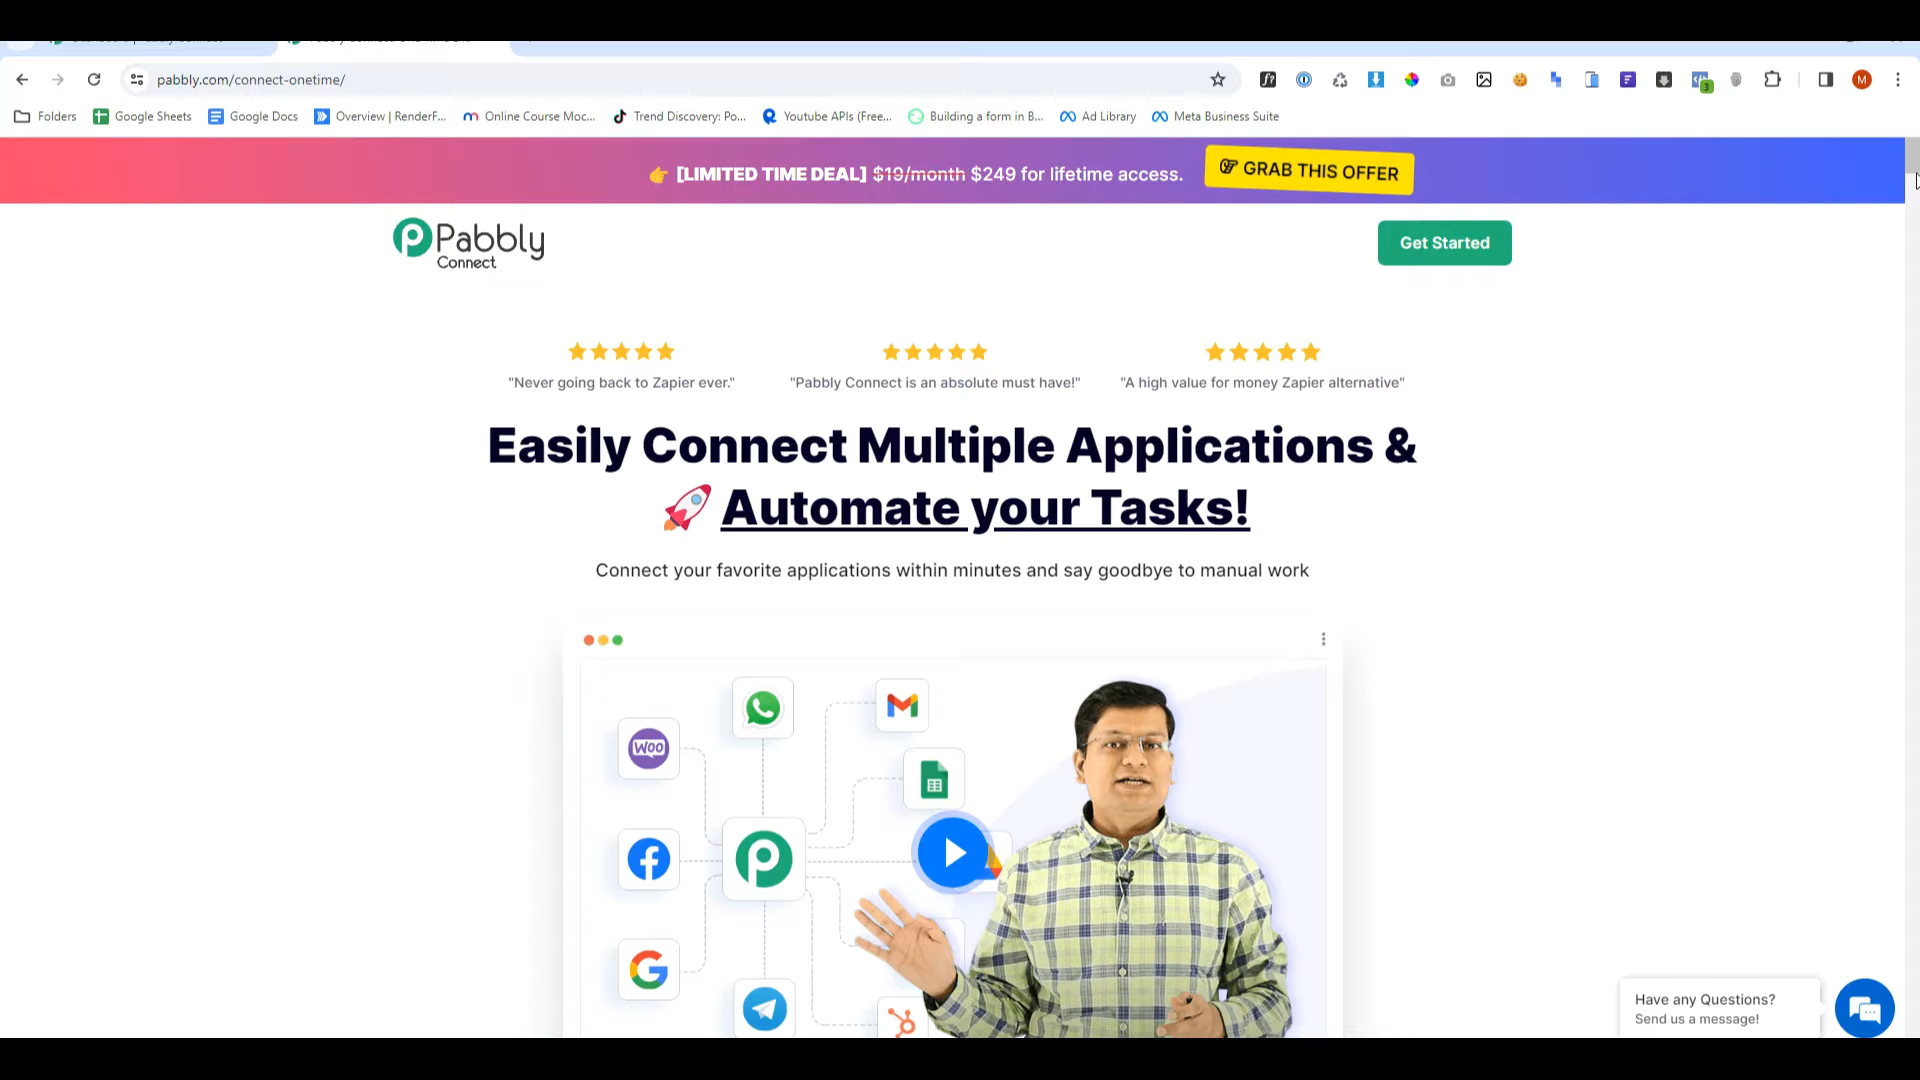 pabbly.com/connect-onetime/
Folders
Google Sheets
Google Docs
Overview | RenderF...
Online Course Moc...
Trend Discovery: Po...
Youtube APIs (Free...
Building a form in B...
Ad Library
Meta Business Suite
[LIMITED TIME DEAL] $19/month $249 for lifetime access.
GRAB THIS OFFER
Pabbly
Connect
Get Started
"Never going back to Zapier ever."
"Pabbly Connect is an absolute must have!"
"A high value for money Zapier alternative"
Easily Connect Multiple Applications &
Automate your Tasks!
Connect your favorite applications within minutes and say goodbye to manual work
WOO
Have any Questions?
Send us a message!
M
3
f?